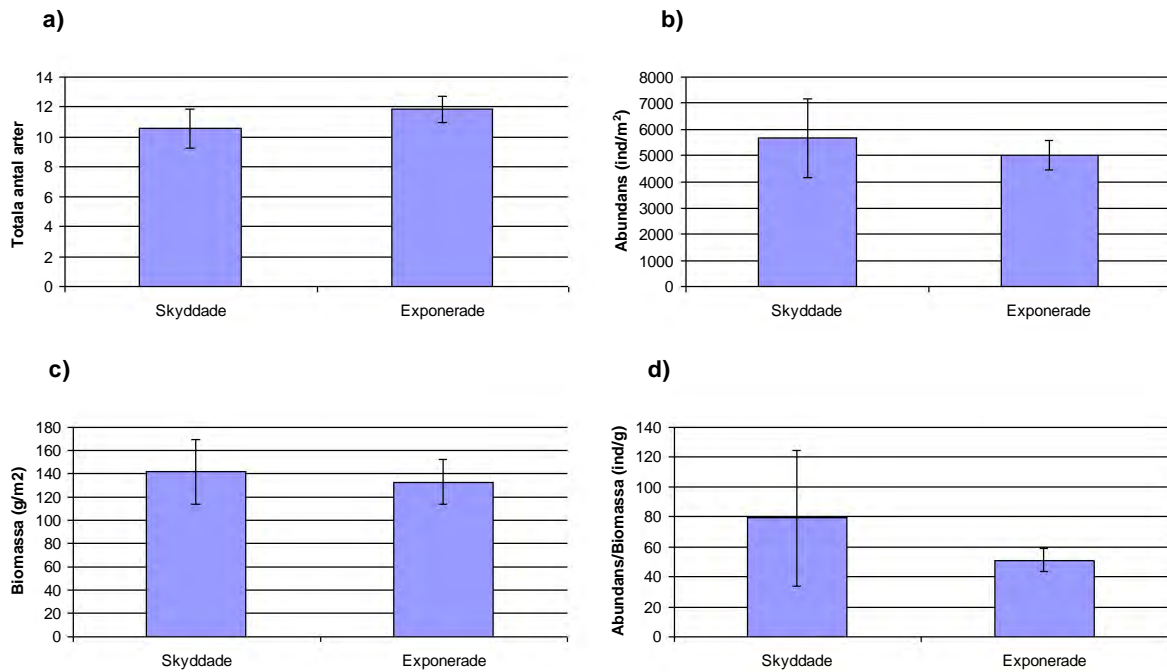 a)
Totala antal arter
14
12
10
8
6
4
2
0
Skyddade Exponerade
b)
Abundans (ind/m²)
8000
7000
6000
5000
4000
3000
2000
1000
0
Skyddade Exponerade
c)
Biomassa (g/m2)
180
160
140
120
100
80
60
40
20
0
Skyddade Exponerade
d)
Abundans/Biomassa (ind/g)
140
120
100
80
60
40
20
0
Skyddade Exponerade